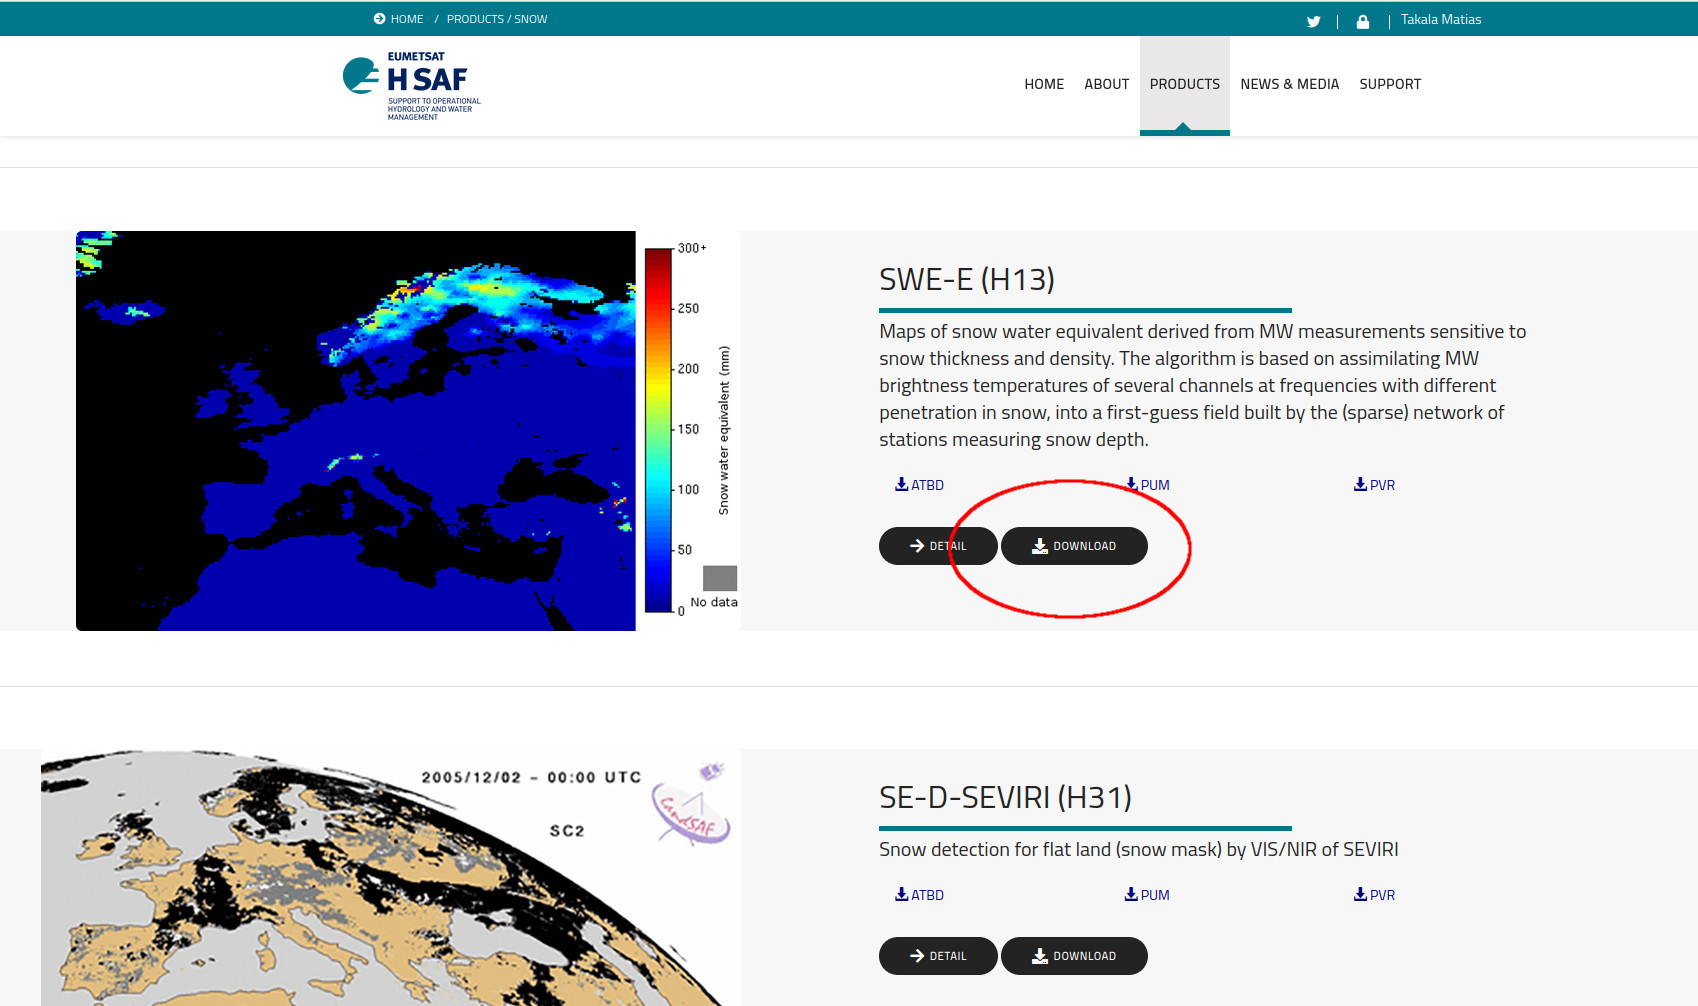 HOME / PRODUCTS / SNOW
Takala Matias
EUMETSAT
H SAF
SUPPORT TO OPERATIONAL
HYDROLOGY AND WATER
MANAGEMENT
HOME ABOUT PRODUCTS NEWS & MEDIA SUPPORT
300+
250
200
150
100
50
0
Snow water equivalent (mm)
No data
SWE-E (H13)
Maps of snow water equivalent derived from MW measurements sensitive to
snow thickness and density. The algorithm is based on assimilating MW
brightness temperatures of several channels at frequencies with different
penetration in snow, into a first-guess field built by the (sparse) network of
stations measuring snow depth.
ATBD PUM PVR
DETAIL DOWNLOAD
2005/12/02 - 00:00 UTC
SC2
LandSAF
SE-D-SEVIRI (H31)
Snow detection for flat land (snow mask) by VIS/NIR of SEVIRI
ATBD PUM PVR
DETAIL DOWNLOAD